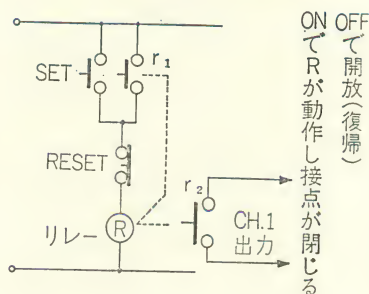 SET
r₁
RESET
リレー
R
r₂
CH.1
出力
OFFで開放(復帰)
ONでRが動作し接点が閉じる